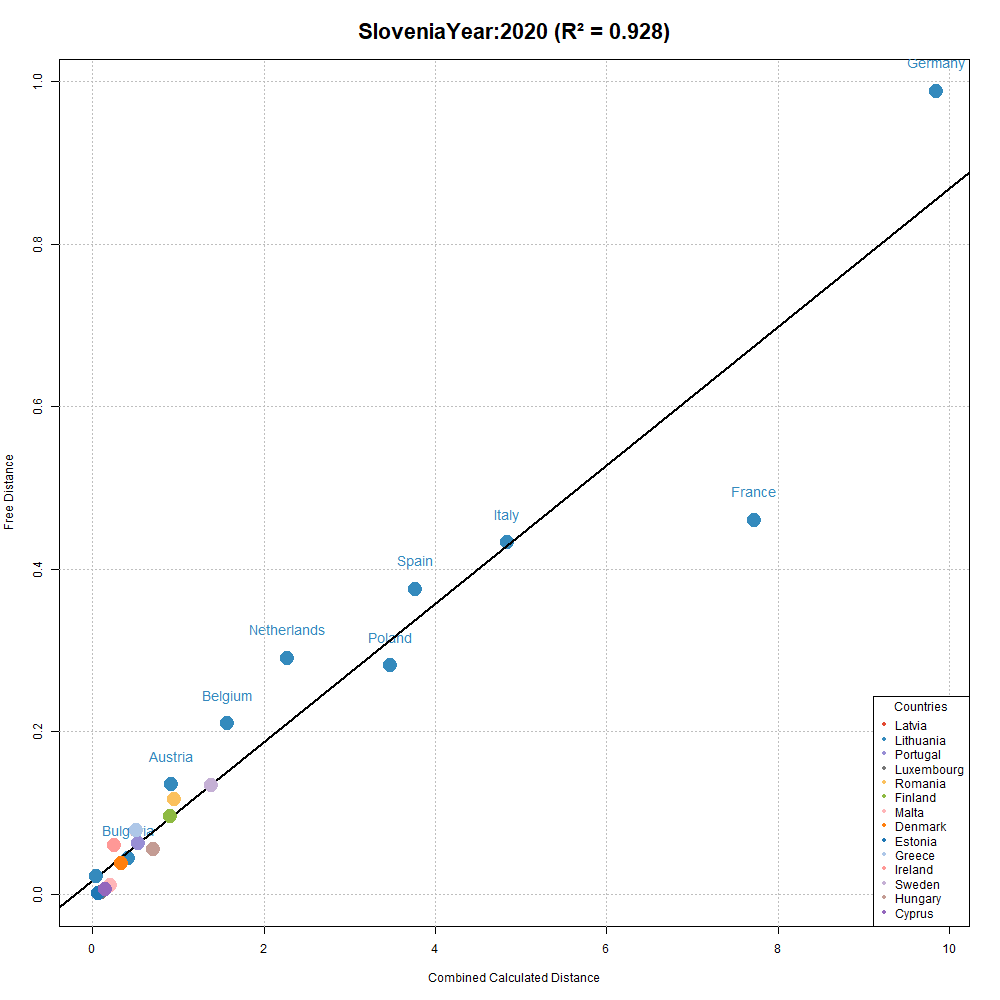 SloveniaYear:2020 (R² = 0.928)
Germany
France
Italy
Spain
Poland
Netherlands
Belgium
Austria
Bulgaria
1.0
0.8
0.6
0.4
0.2
0.0
Free Distance
0
2
4
6
8
10
Combined Calculated Distance
Countries
Latvia
Lithuania
Portugal
Luxembourg
Romania
Finland
Malta
Denmark
Estonia
Greece
Ireland
Sweden
Hungary
Cyprus